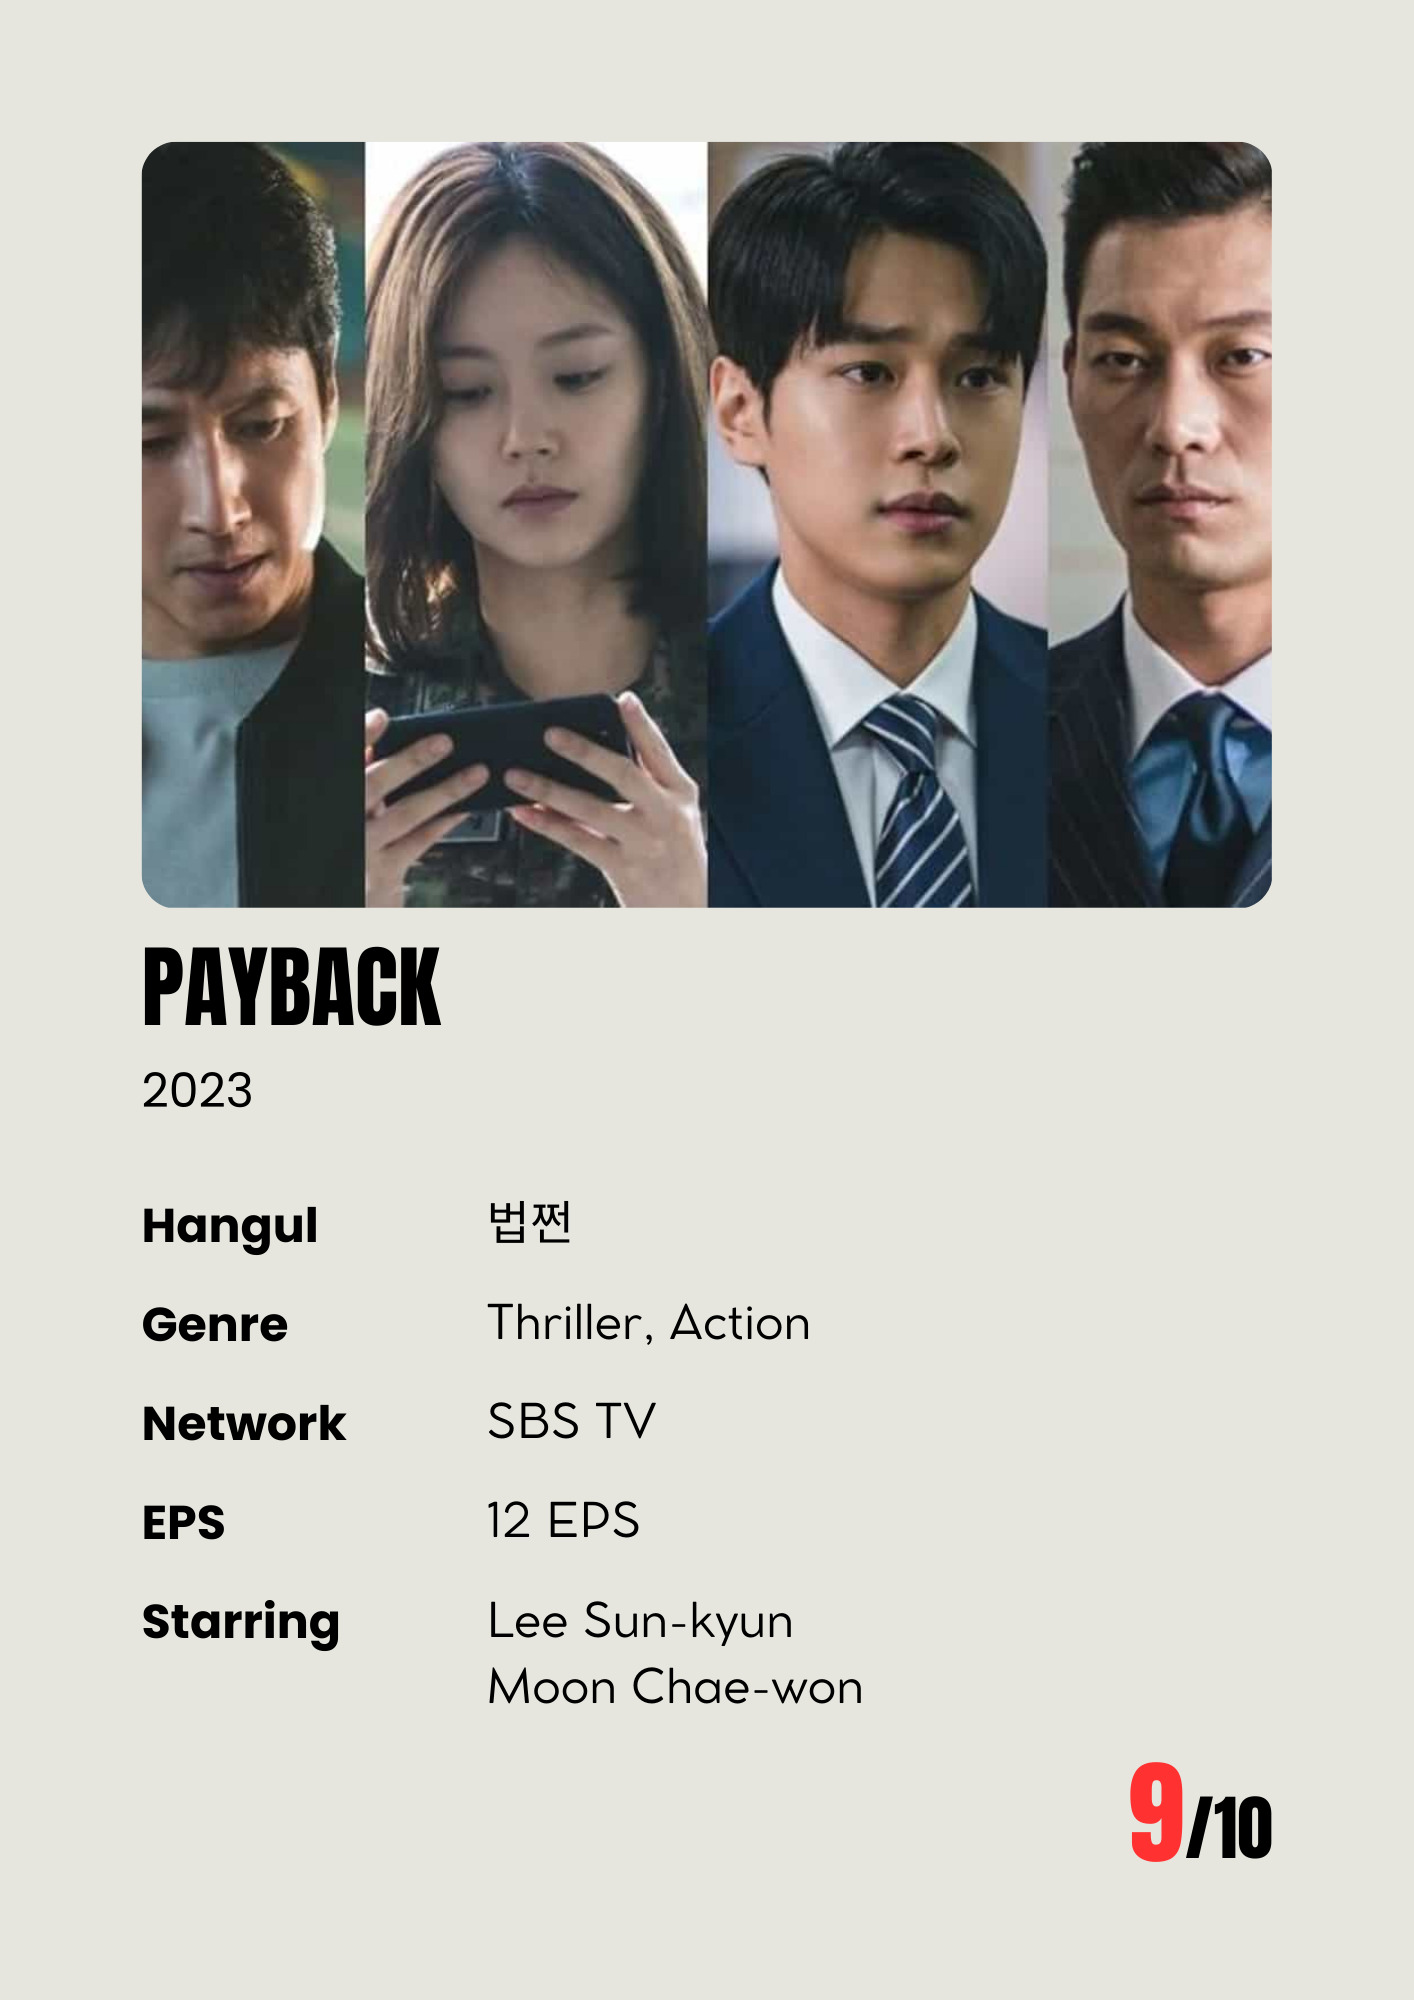 PAYBACK
2023
Hangul 법쩐
Genre Thriller, Action
Network SBS TV
EPS 12 EPS
Starring Lee Sun-kyun
Moon Chae-won
9/10